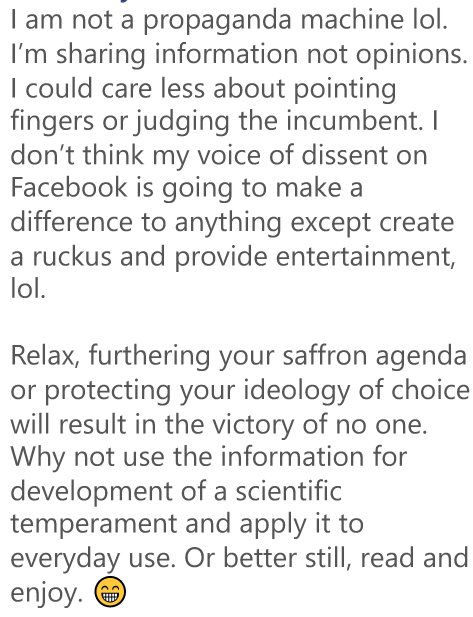 I am not a propaganda machine lol.
I'm sharing information not opinions.
I could care less about pointing
fingers or judging the incumbent. I
don't think my voice of dissent on
Facebook is going to make a
difference to anything except create
a ruckus and provide entertainment,
lol.
Relax, furthering your saffron agenda
or protecting your ideology of choice
will result in the victory of no one.
Why not use the information for
development of a scientific
temperament and apply it to
everyday use. Or better still, read and
enjoy. 😁